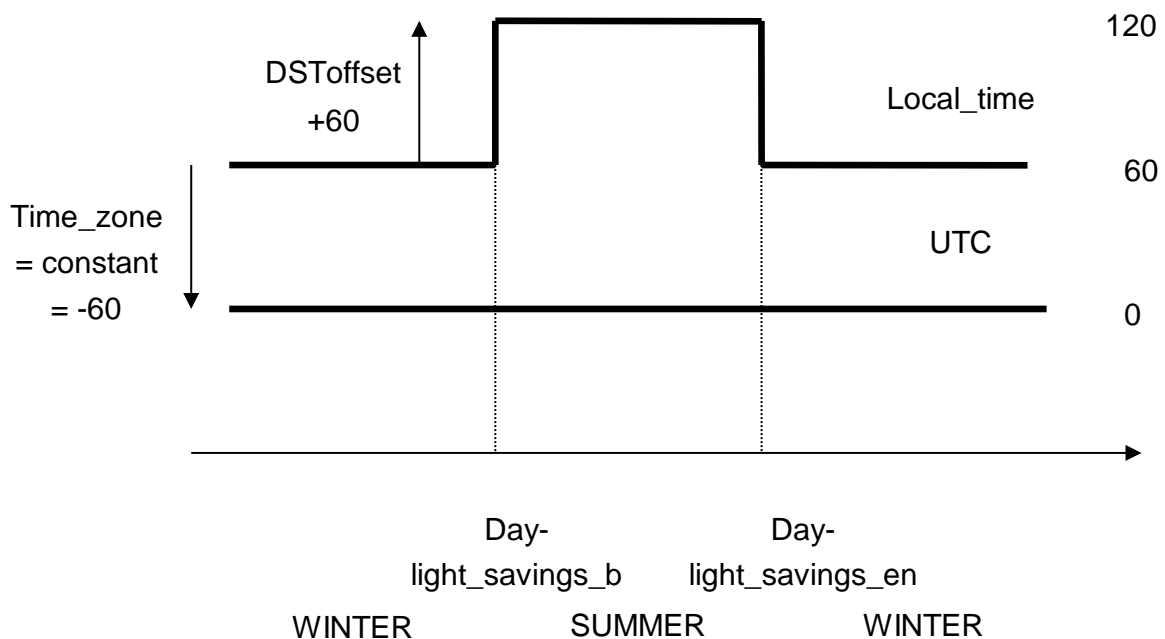 120
DSToffset
+60
Local_time
60
Time_zone
= constant
= -60
UTC
0
Day-
light_savings_b
Day-
light_savings_en
WINTER
SUMMER
WINTER